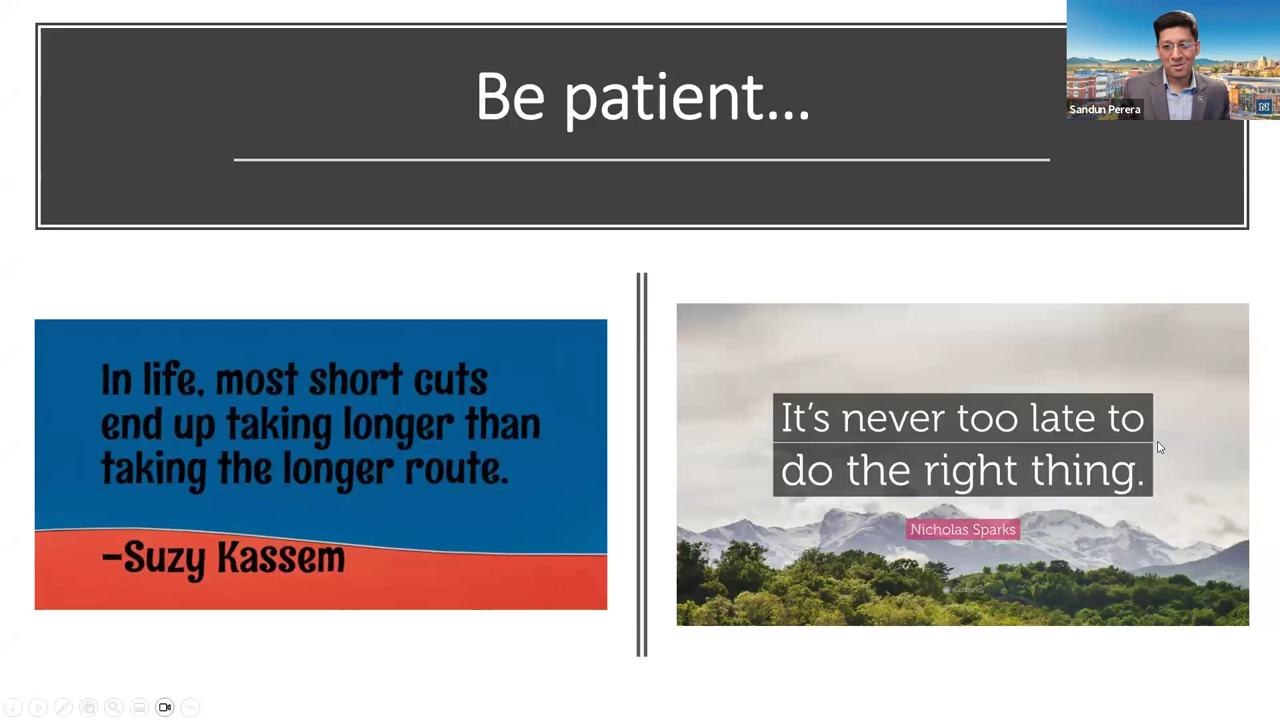 Be patient...
Sandun Perera
N
In life, most short cuts
end up taking longer than
taking the longer route.
–Suzy Kassem
It's never too late to
do the right thing.
Nicholas Sparks